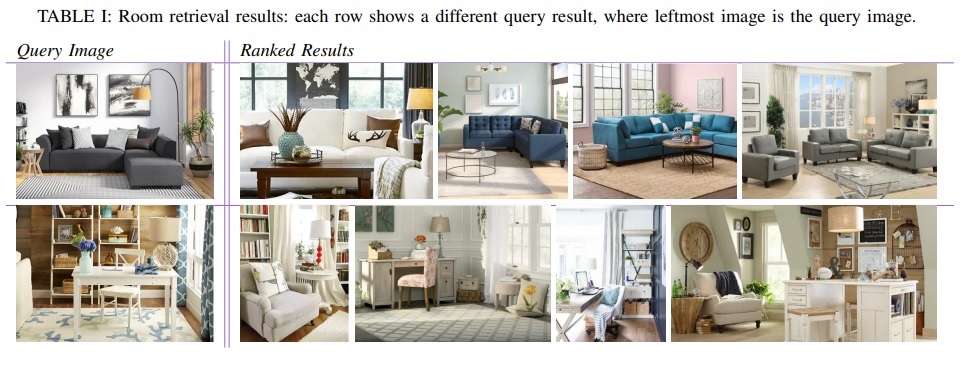 TABLE I: Room retrieval results: each row shows a different query result, where leftmost image is the query image.
Query Image
Ranked Results